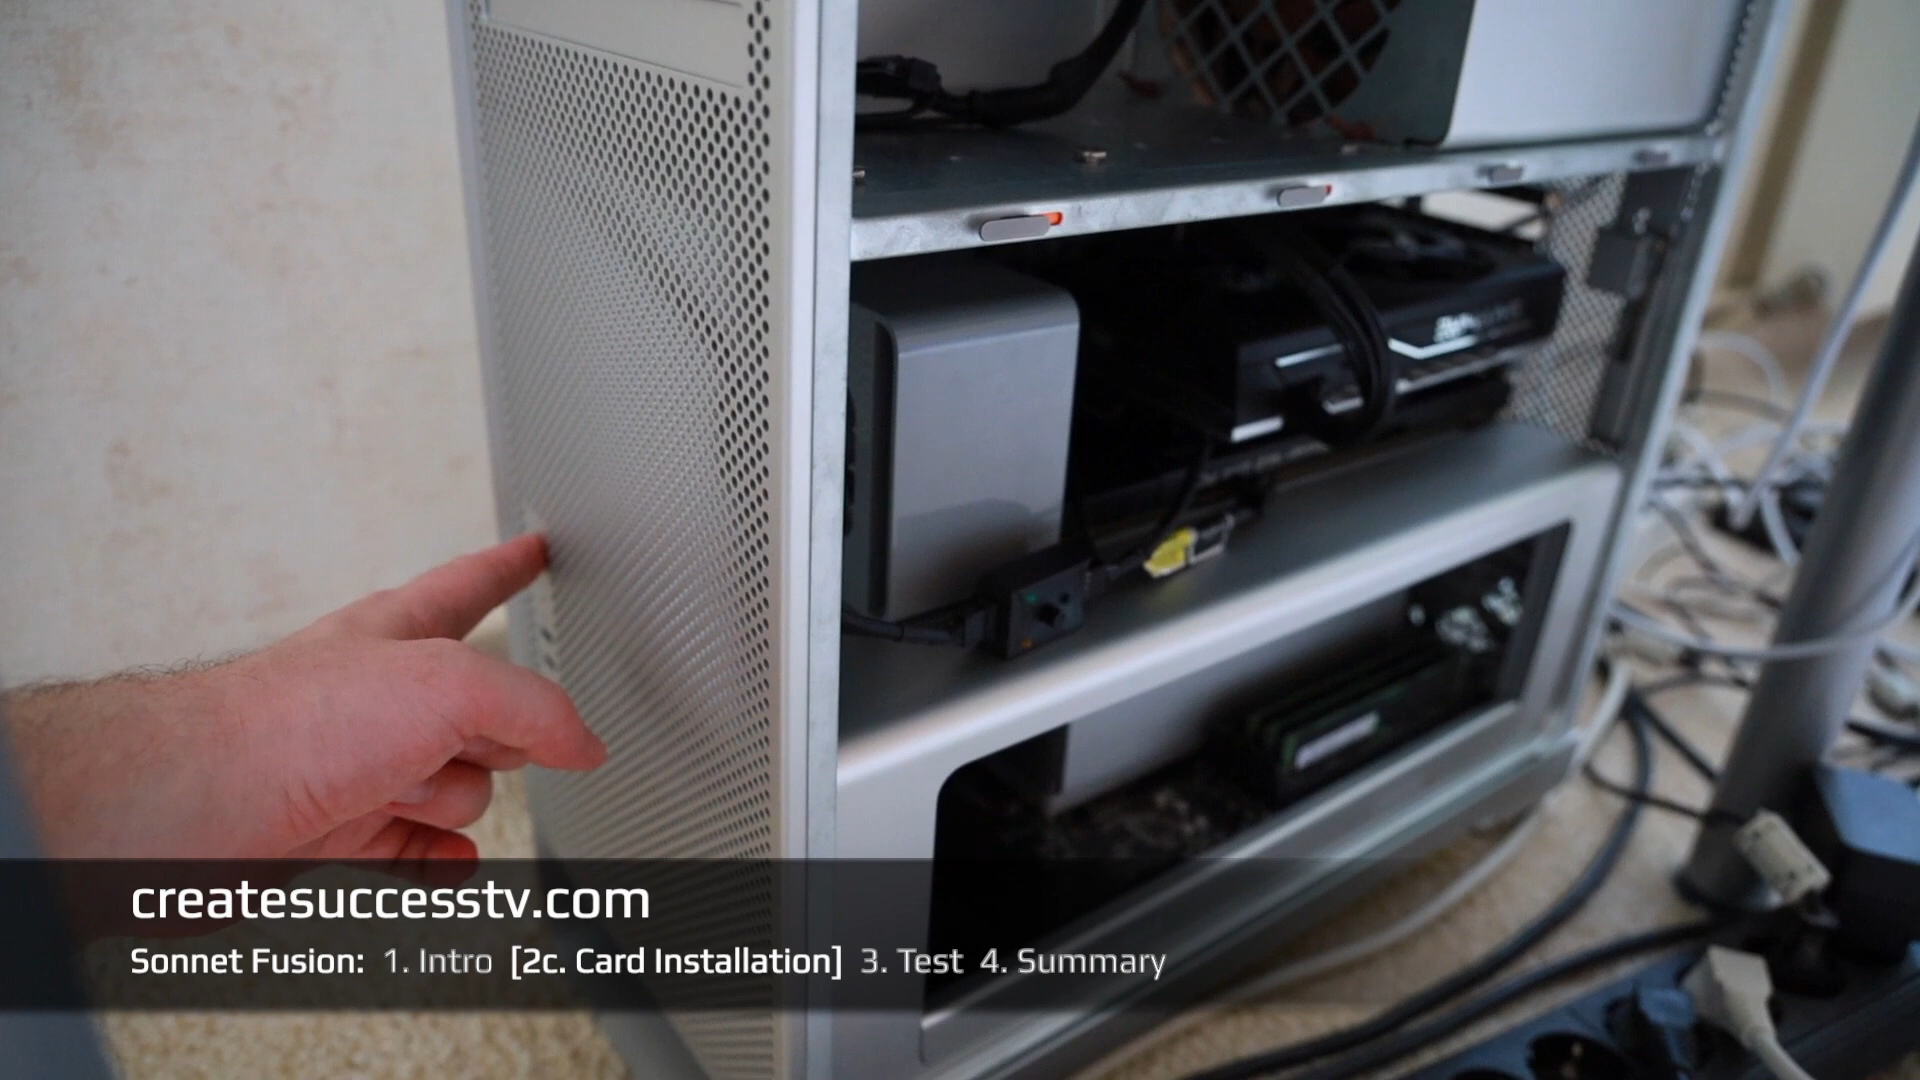 createsuccesstv.com
Sonnet Fusion: 1. Intro [2c. Card Installation] 3. Test 4. Summary